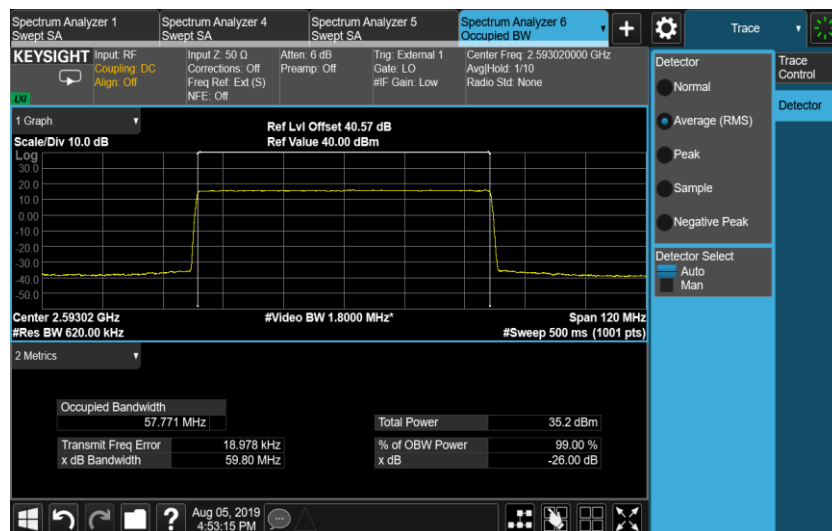 Spectrum Analyzer 1
Swept SA
Spectrum Analyzer 4
Swept SA
Spectrum Analyzer 5
Swept SA
Spectrum Analyzer 6
Occupied BW
Trace
KEYSIGHT
Input: RF
Coupling: DC
Align: Off
Input Z: 50 Ω
Corrections: Off
Freq Ref: Ext (S)
NFE: Off
Atten: 6 dB
Preamp: Off
Trig: External 1
Gate: LO
#IF Gain: Low
Center Freq: 2.593020000 GHz
Avg|Hold: 1/10
Radio Std: None
LXI
1 Graph
Scale/Div 10.0 dB
Ref Lvl Offset 40.57 dB
Ref Value 40.00 dBm
Log
30.0
20.0
10.0
0.00
-10.0
-20.0
-30.0
-40.0
-50.0
Center 2.59302 GHz
#Video BW 1.8000 MHz*
Span 120 MHz
#Res BW 620.00 kHz
#Sweep 500 ms (1001 pts)
2 Metrics
Occupied Bandwidth
57.771 MHz
Total Power 35.2 dBm
Transmit Freq Error 18.978 kHz
% of OBW Power 99.00 %
x dB Bandwidth 59.80 MHz
x dB -26.00 dB
Aug 05, 2019
4:53:15 PM
Detector
Normal
Average (RMS)
Peak
Sample
Negative Peak
Detector Select
Auto
Man
Trace
Control
Detector